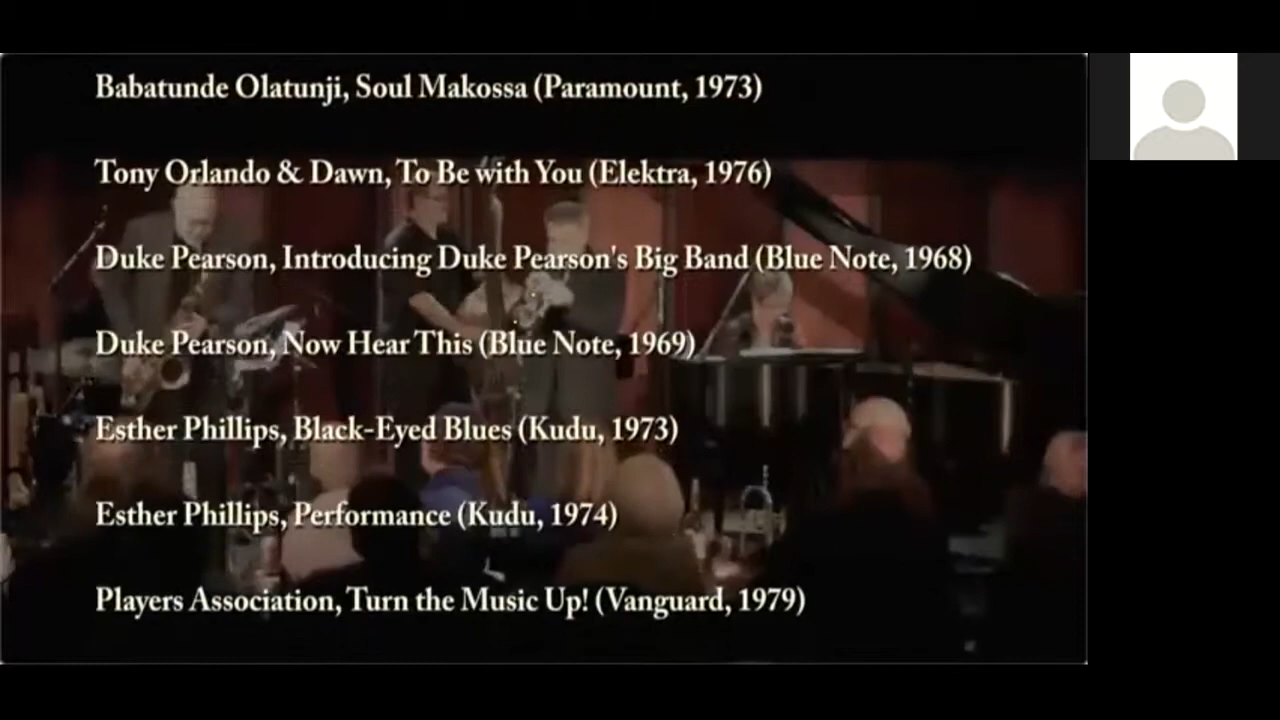 Babatunde Olatunji, Soul Makossa (Paramount, 1973)
Tony Orlando & Dawn, To Be with You (Elektra, 1976)
Duke Pearson, Introducing Duke Pearson's Big Band (Blue Note, 1968)
Duke Pearson, Now Hear This (Blue Note, 1969)
Esther Phillips, Black-Eyed Blues (Kudu, 1973)
Esther Phillips, Performance (Kudu, 1974)
Players Association, Turn the Music Up! (Vanguard, 1979)